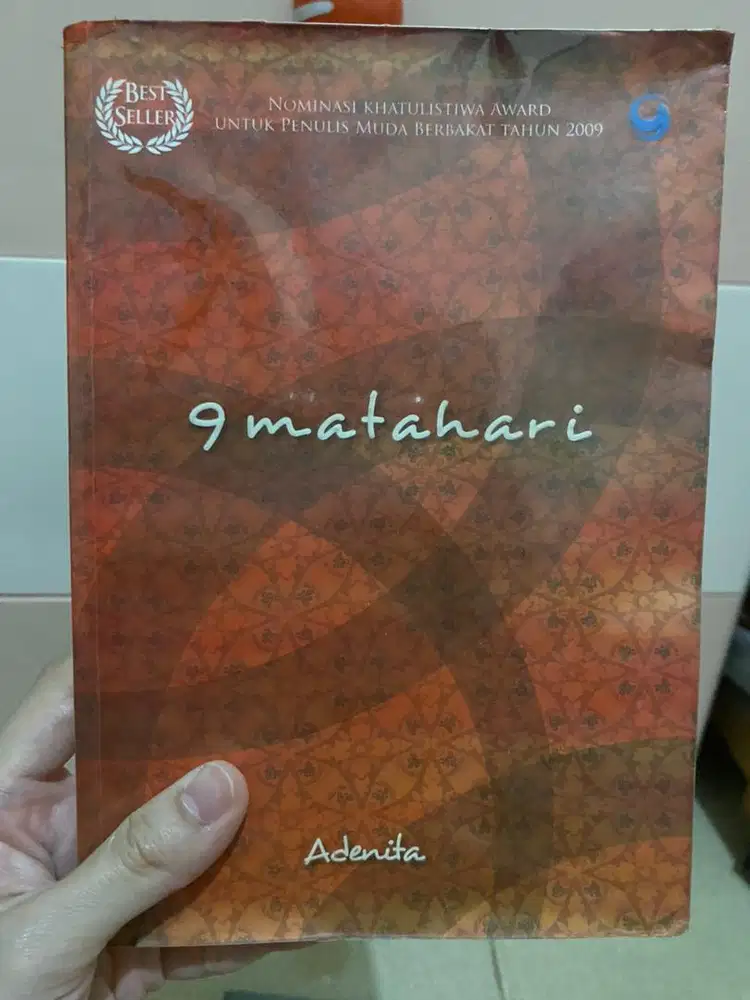 BEST
SELLER
NOMINASI KHATULISTIWA AWARD
UNTUK PENULIS MUDA BERBAKAT TAHUN 2009
9 matahari
Adenita